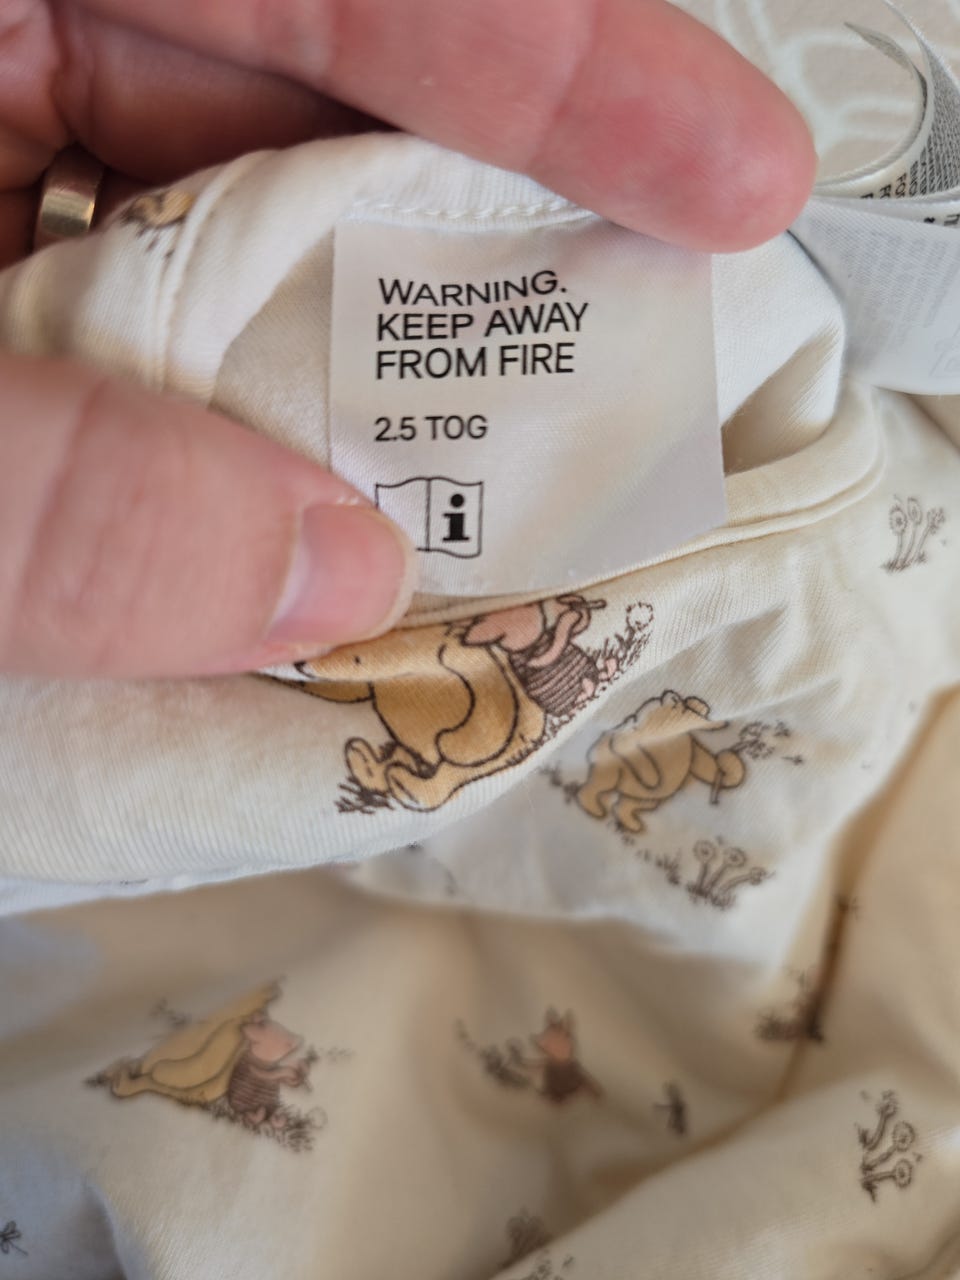 WARNING.
KEEP AWAY
FROM FIRE
2.5 TOG
i